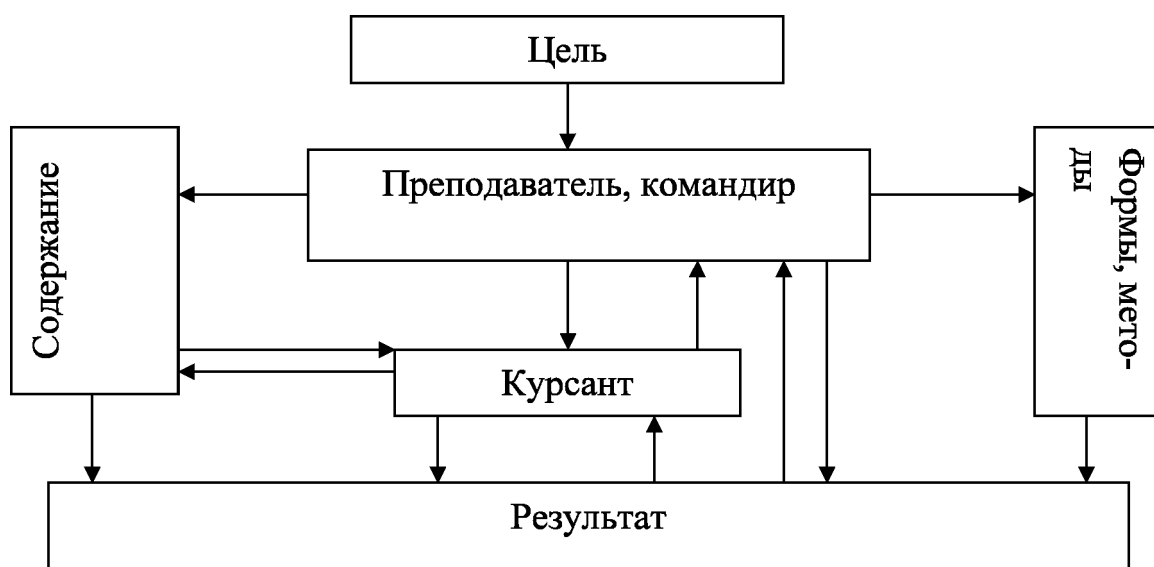 Цель
Преподаватель, командир
Содержание
Формы, мето-
ды
Курсант
Результат